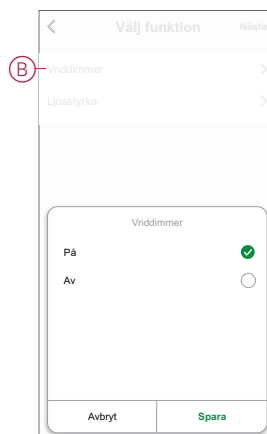 Välj funktion Nästa
B
Vriddimmer
Ljusstyrka
Vriddimmer
På
Av
Avbryt Spara